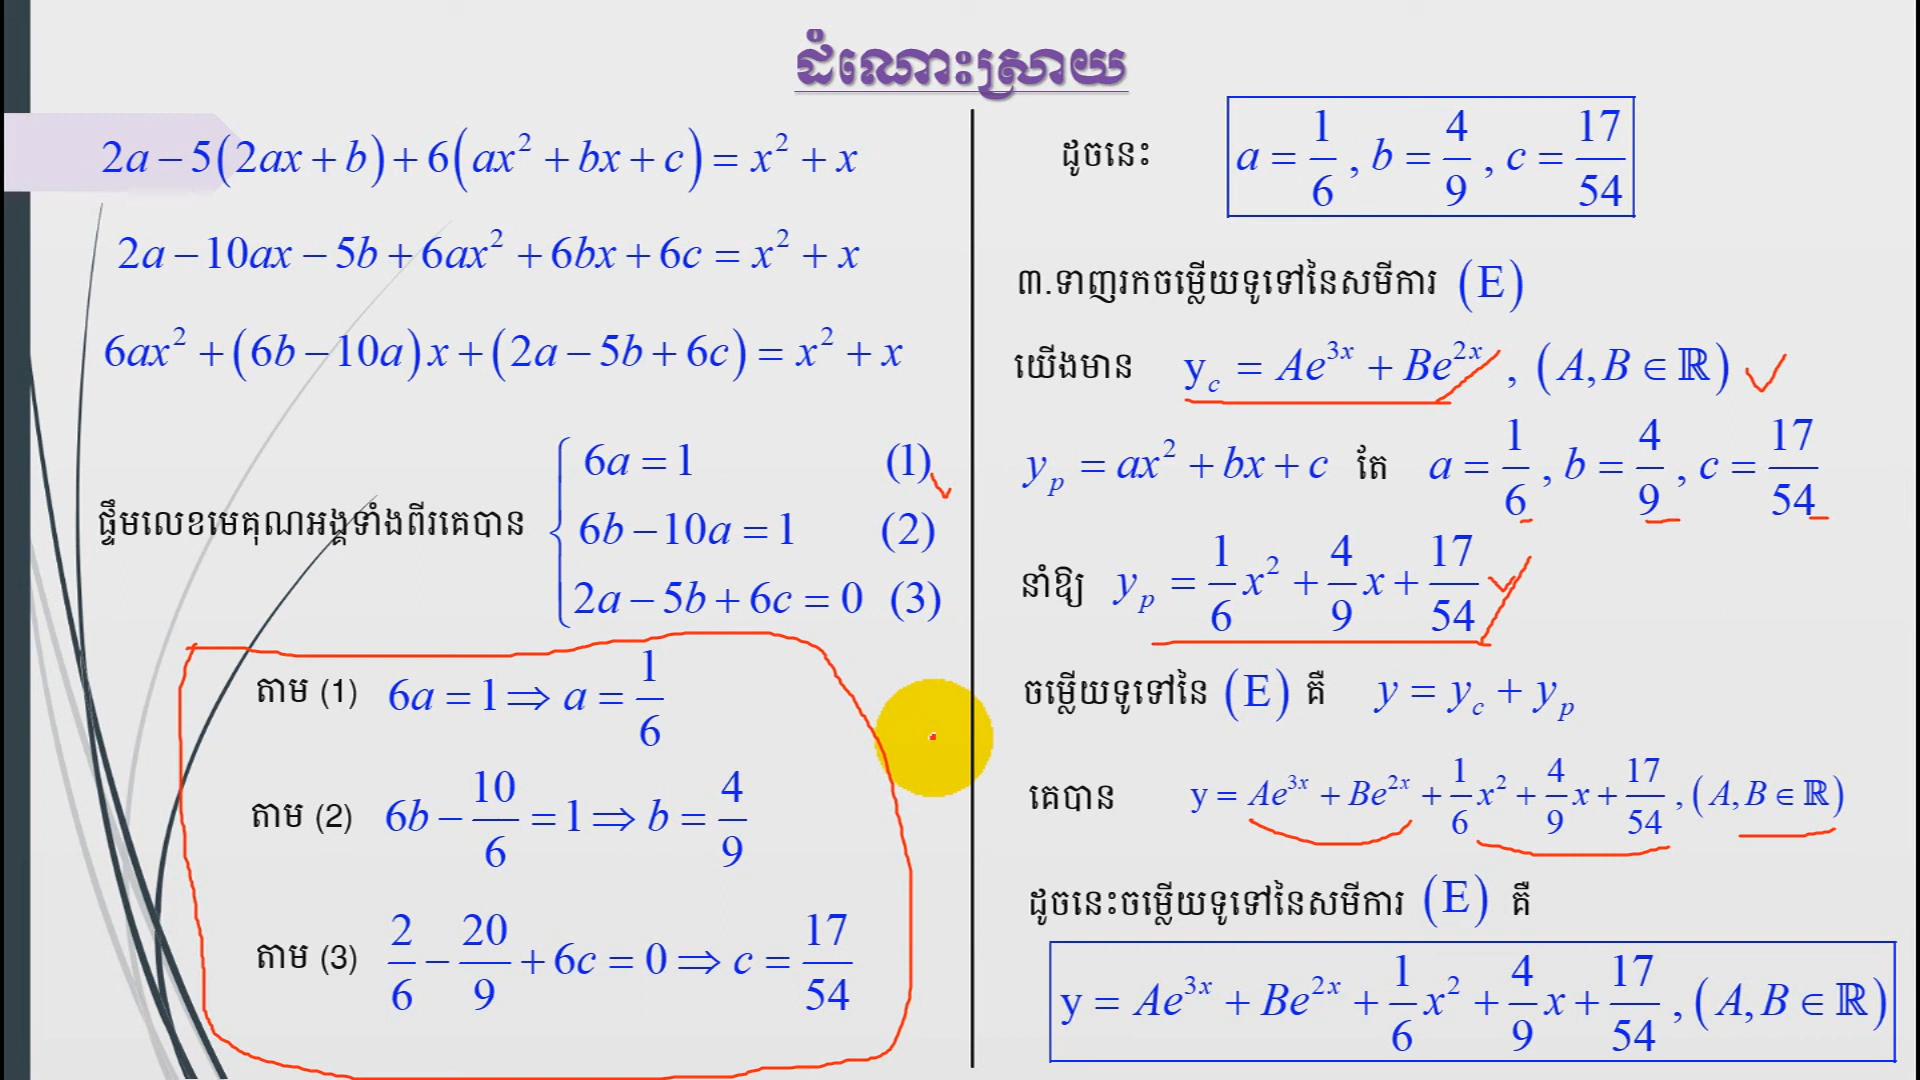 ដំណោះស្រាយ
2a − 5(2ax + b) + 6(ax² + bx + c) = x² + x
2a − 10ax − 5b + 6ax² + 6bx + 6c = x² + x
6ax² + (6b − 10a)x + (2a − 5b + 6c) = x² + x
ផ្ទឹមលេខមេគុណអង្គទាំងពីរគេបាន
6a = 1 (1)
6b − 10a = 1 (2)
2a − 5b + 6c = 0 (3)
តាម (1) 6a = 1 ⇒ a = 1/6
តាម (2) 6b − 10/6 = 1 ⇒ b = 4/9
តាម (3) 2/6 − 20/9 + 6c = 0 ⇒ c = 17/54
ដូចនេះ a = 1/6 , b = 4/9 , c = 17/54
៣.ទាញរកចម្លើយទូទៅនៃសមីការ (E)
យើងមាន y_c = Ae^{3x} + Be^{2x} , (A, B ∈ ℝ)
y_p = ax² + bx + c តែ a = 1/6 , b = 4/9 , c = 17/54
នាំឱ្យ y_p = 1/6 x² + 4/9 x + 17/54
ចម្លើយទូទៅនៃ (E) គឺ y = y_c + y_p
គេបាន y = Ae^{3x} + Be^{2x} + 1/6 x² + 4/9 x + 17/54 , (A, B ∈ ℝ)
ដូចនេះចម្លើយទូទៅនៃសមីការ (E) គឺ
y = Ae^{3x} + Be^{2x} + 1/6 x² + 4/9 x + 17/54 , (A, B ∈ ℝ)